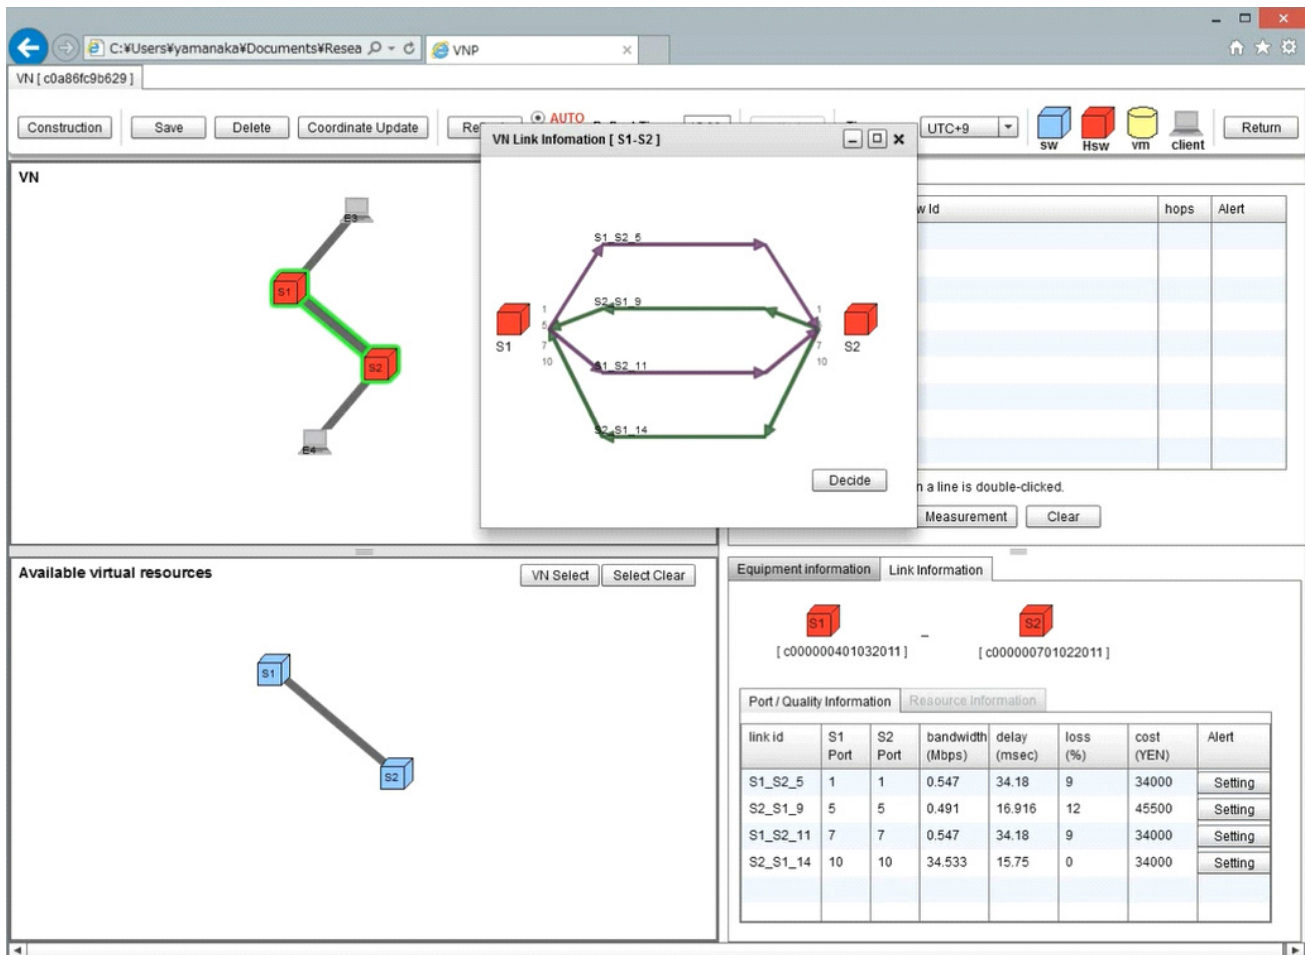 C:¥Users¥yamanaka¥Documents¥Resea
VNP
VN [ c0a86fc9b629 ]
Construction
Save
Delete
Coordinate Update
AUTO
UTC+9
sw
Hsw
vm
client
Return
VN
E3
S1
S2
E4
VN Link Infomation [ S1-S2 ]
S1_S2_5
S2_S1_9
S1_S2_11
S2_S1_14
S1
1
5
7
10
S2
1
7
10
Decide
w Id
hops
Alert
n a line is double-clicked.
Measurement
Clear
Available virtual resources
VN Select
Select Clear
S1
S2
Equipment information
Link Information
S1
–
S2
[ c000000401032011 ]
[ c000000701022011 ]
Port / Quality Information
Resource Information
link id S1 Port S2 Port bandwidth (Mbps) delay (msec) loss (%) cost (YEN) Alert
S1_S2_5 1 1 0.547 34.18 9 34000 Setting
S2_S1_9 5 5 0.491 16.916 12 45500 Setting
S1_S2_11 7 7 0.547 34.18 9 34000 Setting
S2_S1_14 10 10 34.533 15.75 0 34000 Setting